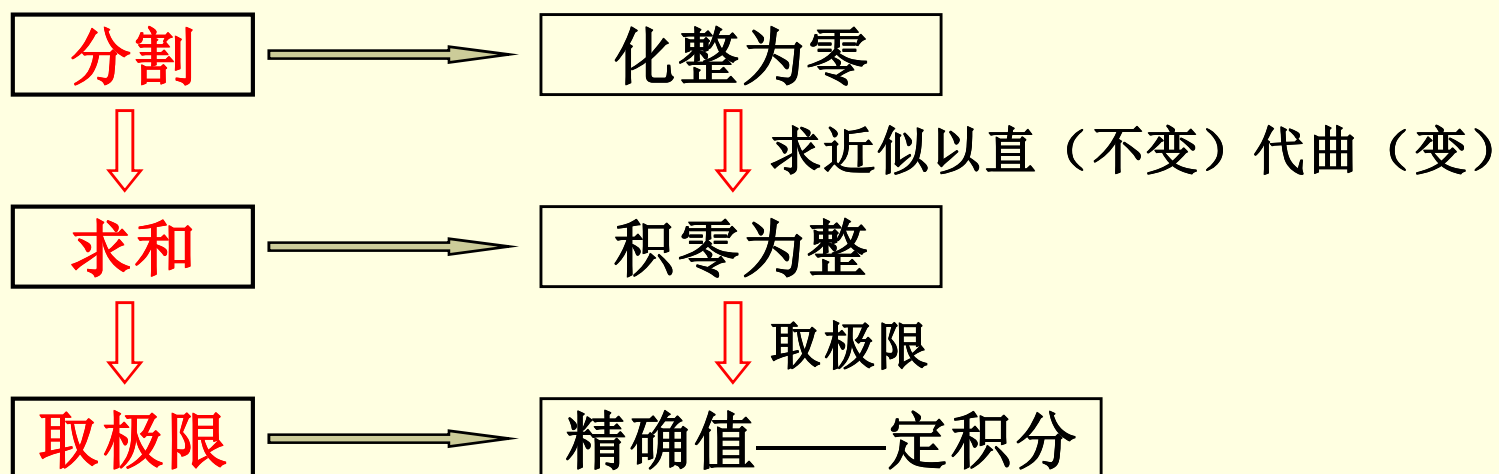 分割
化整为零
求近似以直（不变）代曲（变）
求和
积零为整
取极限
取极限
精确值——定积分